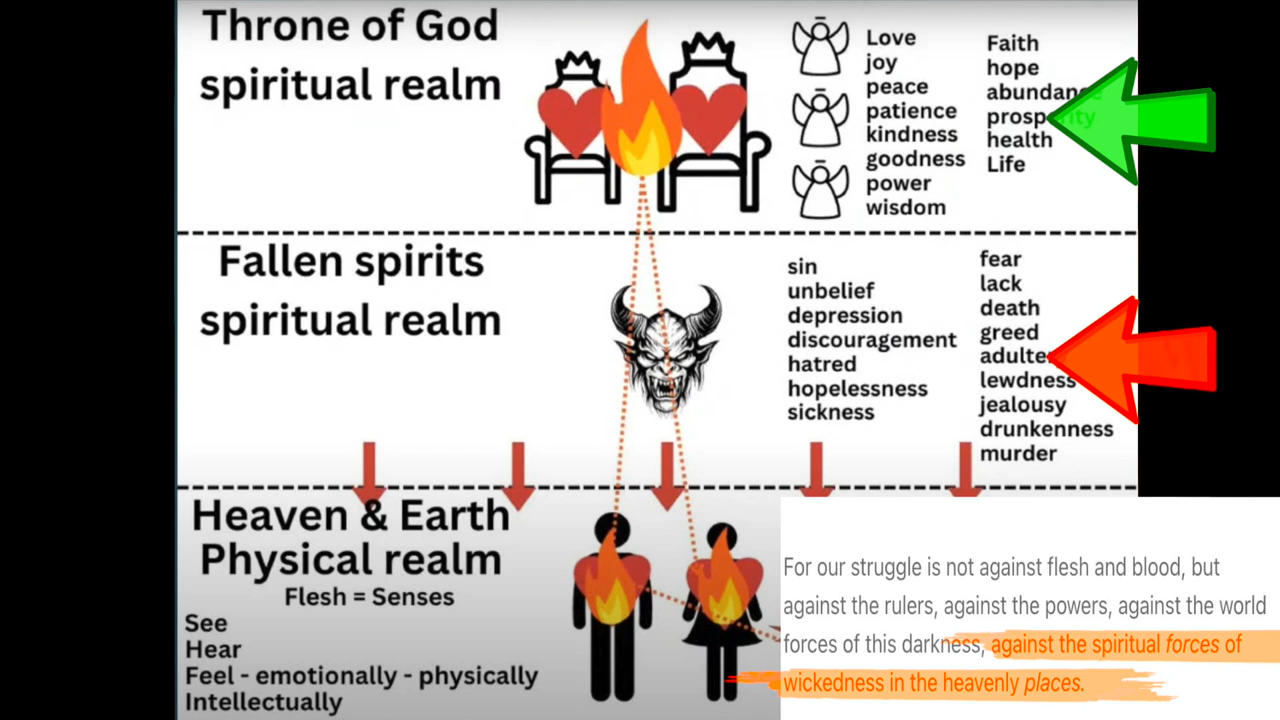 Throne of God
spiritual realm
Love
joy
peace
patience
kindness
goodness
power
wisdom
Faith
hope
abundance
prosperity
health
Life
Fallen spirits
spiritual realm
sin
unbelief
depression
discouragement
hatred
hopelessness
sickness
fear
lack
death
greed
adulte
lewdness
jealousy
drunkenness
murder
Heaven & Earth
Physical realm
Flesh = Senses
See
Hear
Feel - emotionally - physically
Intellectually
For our struggle is not against flesh and blood, but
against the rulers, against the powers, against the world
forces of this darkness, against the spiritual forces of
wickedness in the heavenly places.